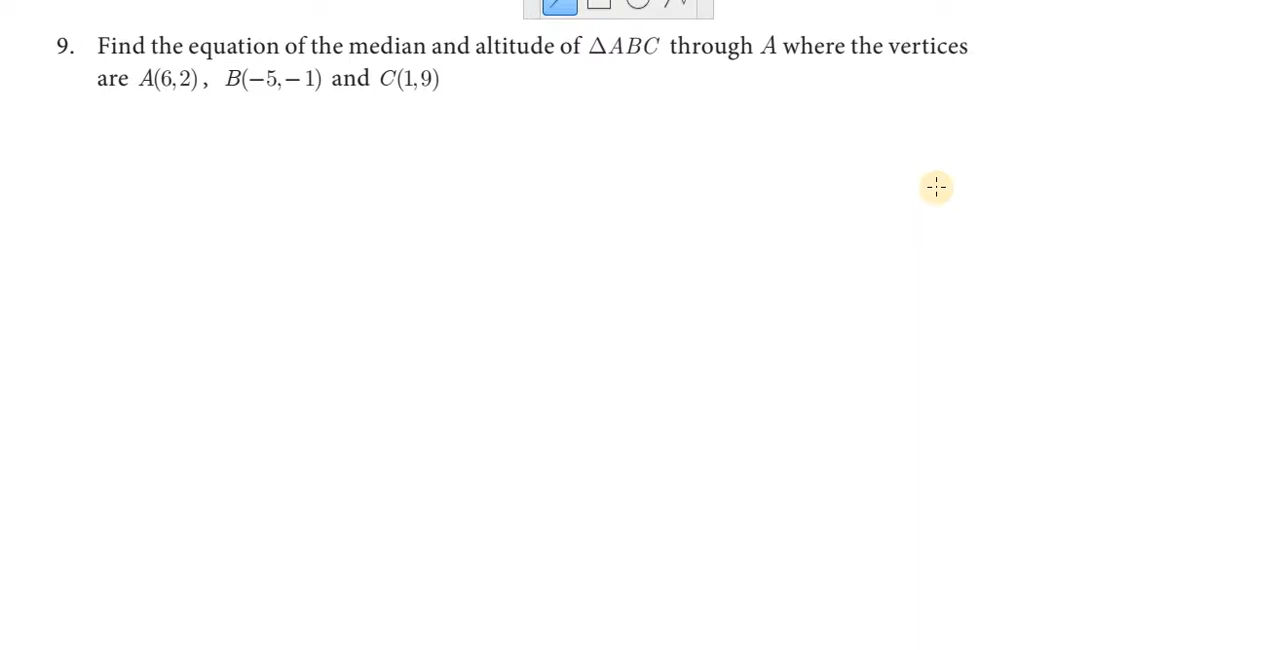 9. Find the equation of the median and altitude of ΔABC through A where the vertices
are A(6,2), B(−5,−1) and C(1,9)